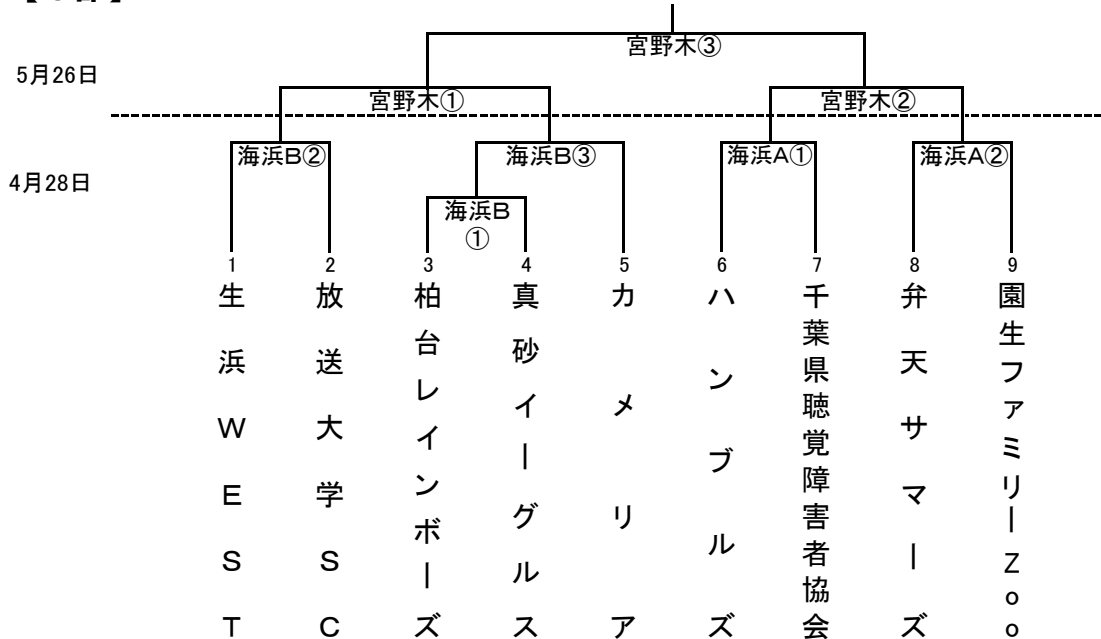 宮野木③
5月26日
宮野木①
宮野木②
海浜B②
海浜B③
海浜A①
海浜A②
4月28日
海浜B
①
1
2
3
4
5
6
7
8
9
生浜WEST
放送大学SC
柏台レインボーズ
真砂イーグルス
カメリア
ハンブルズ
千葉県聴覚障害者協会
弁天サマーズ
園生ファミリーZoo